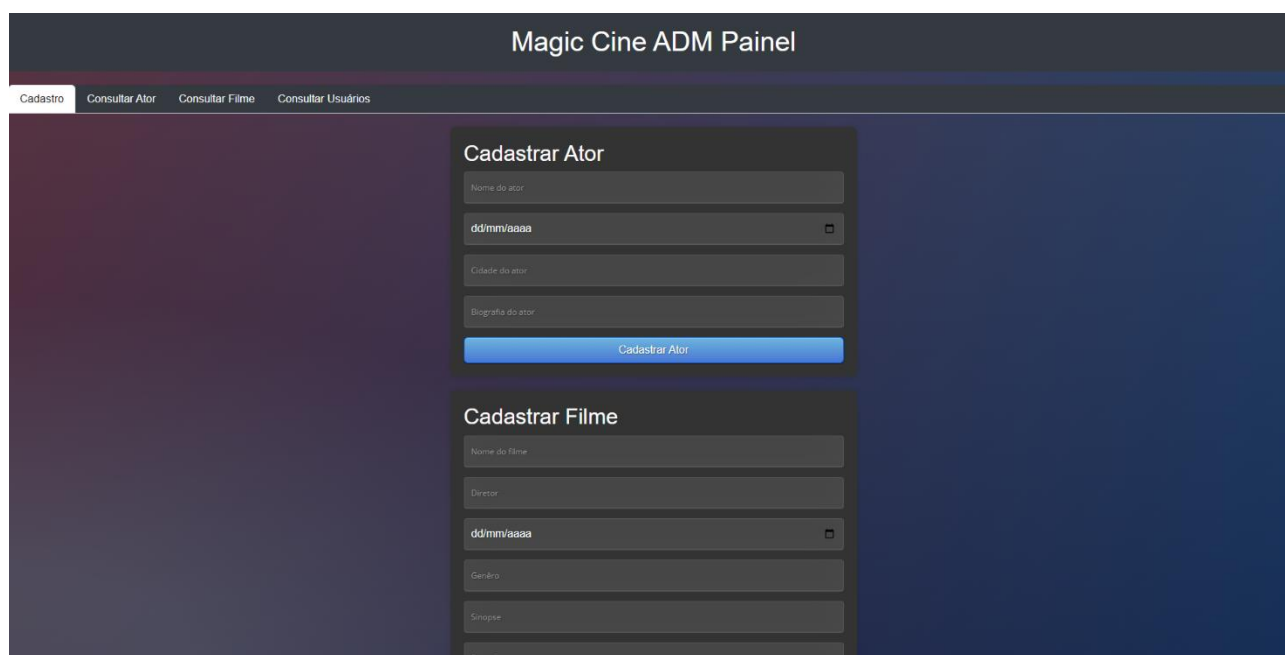 Magic Cine ADM Painel
Cadastro Consultar Ator Consultar Filme Consultar Usuários
Cadastrar Ator
Nome do ator
dd/mm/aaaa
Cidade do ator
Biografia do ator
Cadastrar Ator
Cadastrar Filme
Nome do filme
Diretor
dd/mm/aaaa
Genêro
Sinopse